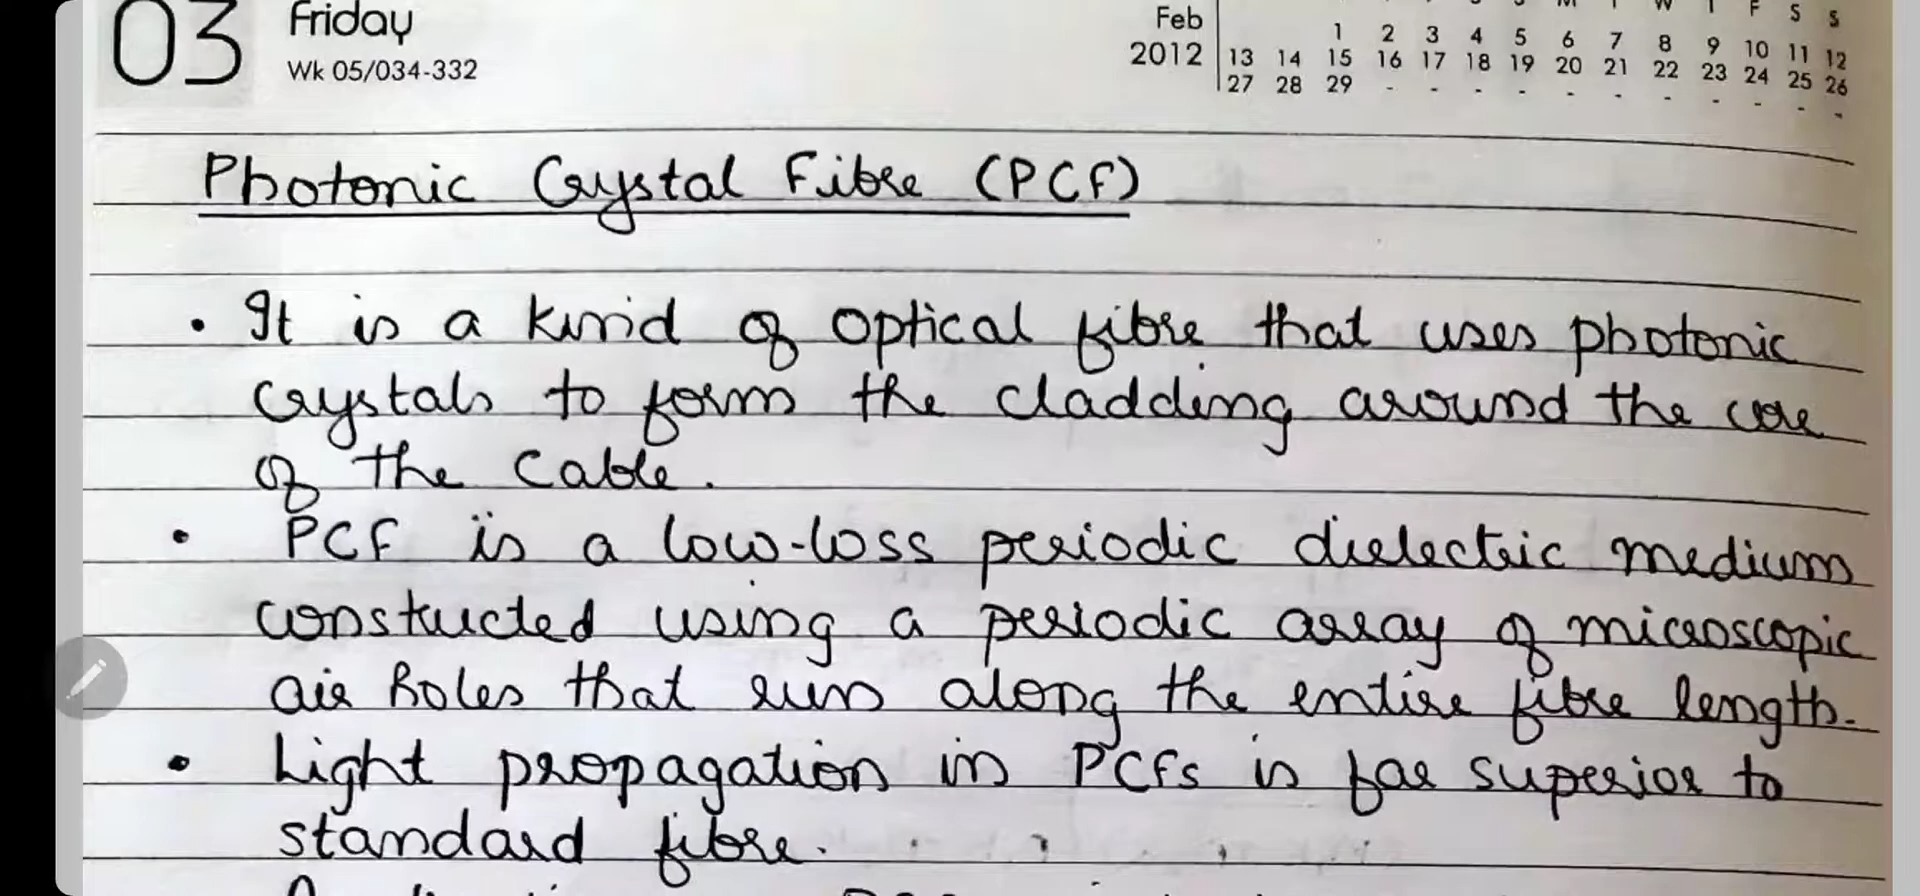 03 Friday
Wk 05/034-332
Feb
2012
M T W T F S S
1 2 3 4 5 6 7 8 9 10 11 12
13 14 15 16 17 18 19 20 21 22 23 24 25 26
27 28 29 - - - - - - - - - - -
Photonic Crystal Fibre (PCF)
• It is a kind of optical fibre that uses photonic
crystals to form the cladding around the core
of the cable.
• PCF is a low-loss periodic dielectric medium
constucted using a periodic array of microscopic
air holes that run along the entire fibre length.
• Light propagation in PCFs is far superior to
standard fibre.